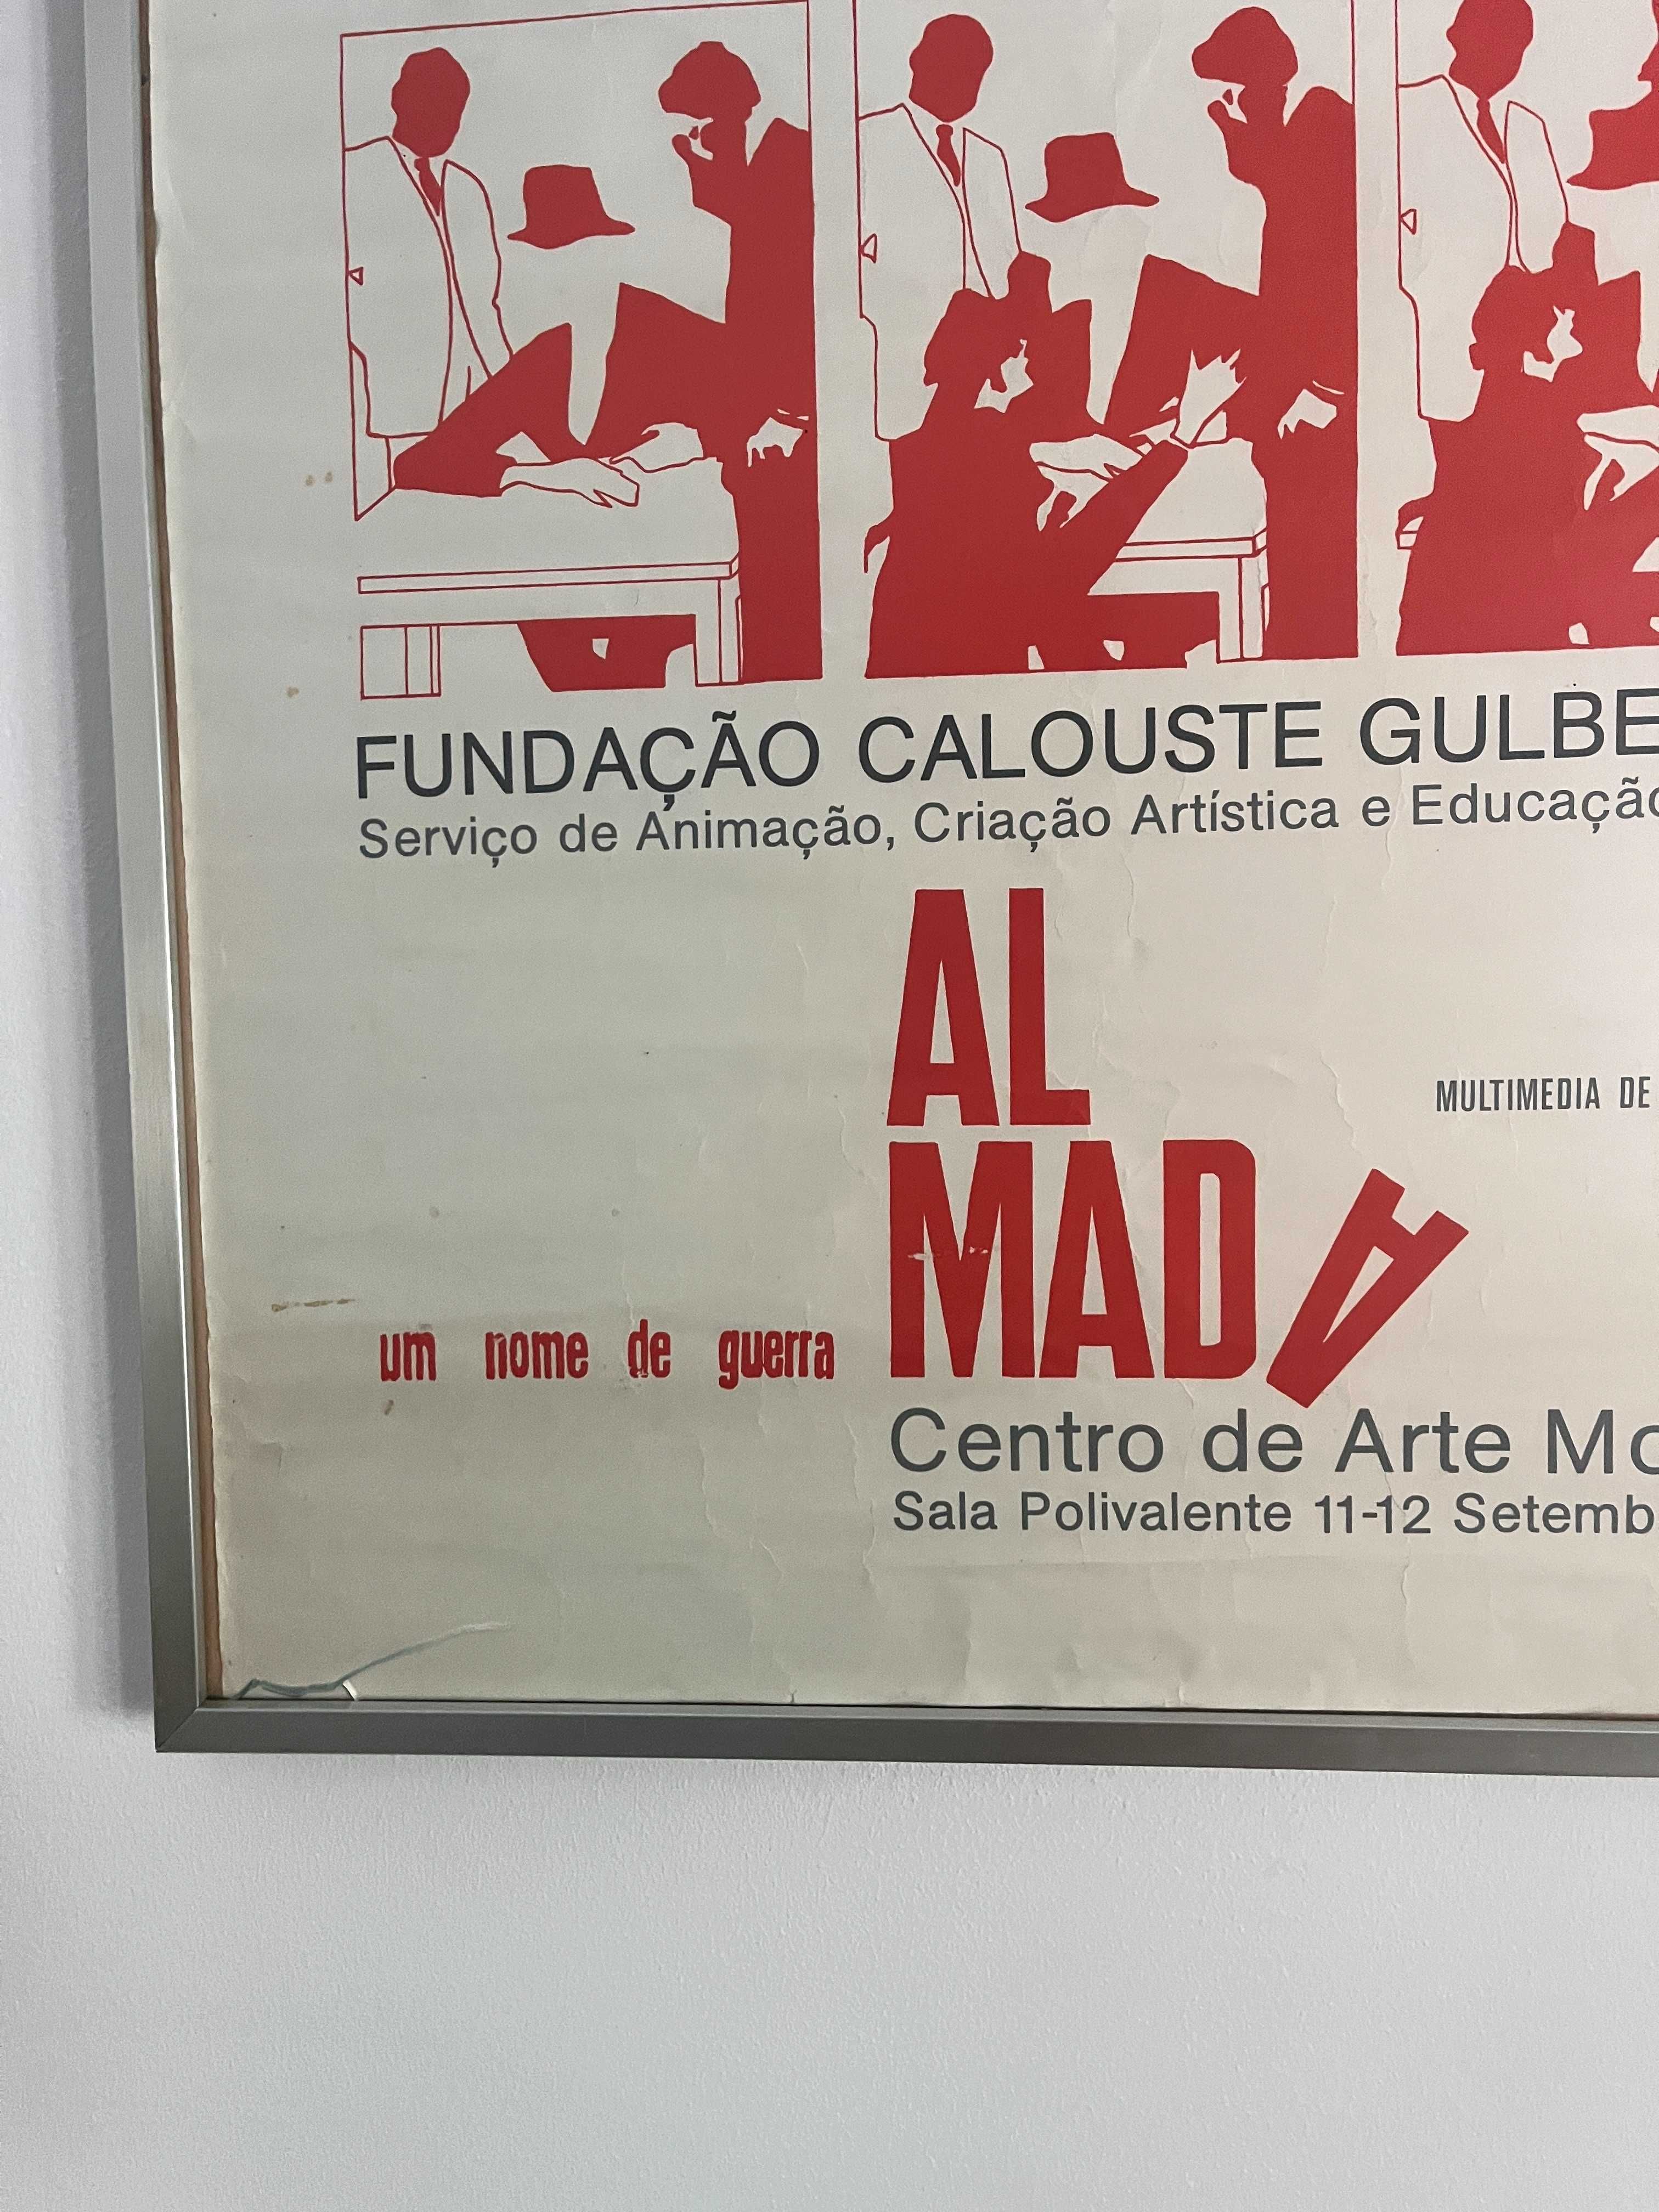 FUNDAÇÃO CALOUSTE GULBE
Serviço de Animação, Criação Artística e Educação
AL
MADA
MULTIMEDIA DE
um nome de guerra
Centro de Arte Mo
Sala Polivalente 11-12 Setemb